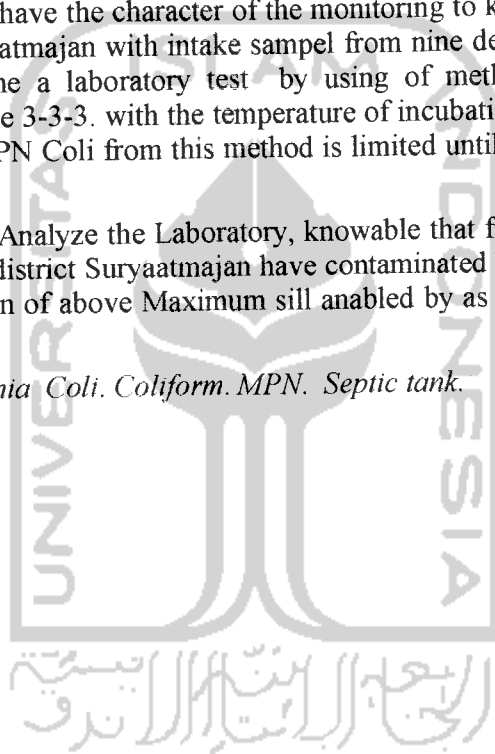 have the character of the monitoring to k
atmajan with intake sampel from nine de
ne a laboratory test by using of meth
e 3-3-3. with the temperature of incubati
PN Coli from this method is limited until
Analyze the Laboratory, knowable that f
district Suryaatmajan have contaminated
n of above Maximum sill anabled by as
nia Coli. Coliform. MPN. Septic tank.
ISLAM
UNIVERSITAS
INDONESIA